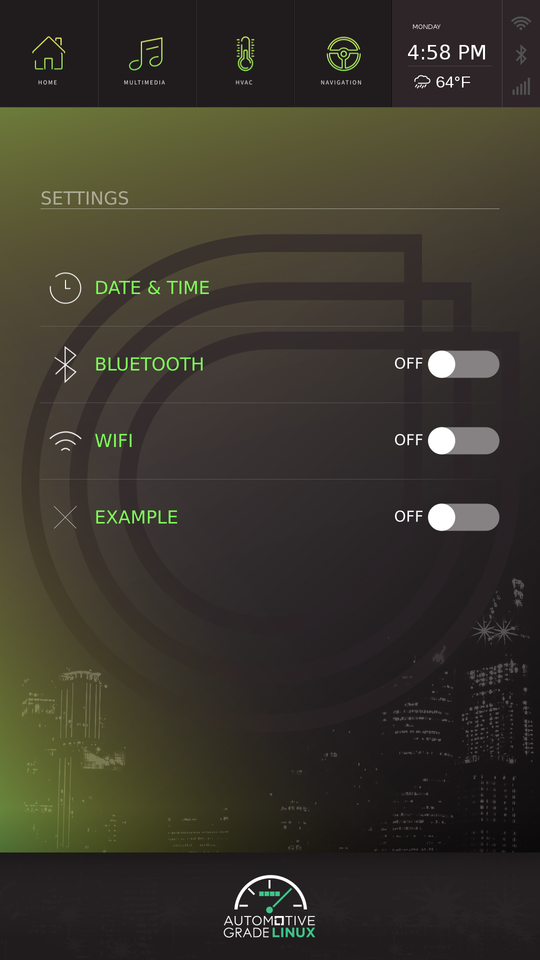 MONDAY
4:58 PM
64°F
HOME
MULTIMEDIA
HVAC
NAVIGATION
SETTINGS
DATE & TIME
BLUETOOTH
OFF
WIFI
OFF
EXAMPLE
OFF
AUTOMOTIVE
GRADE LINUX